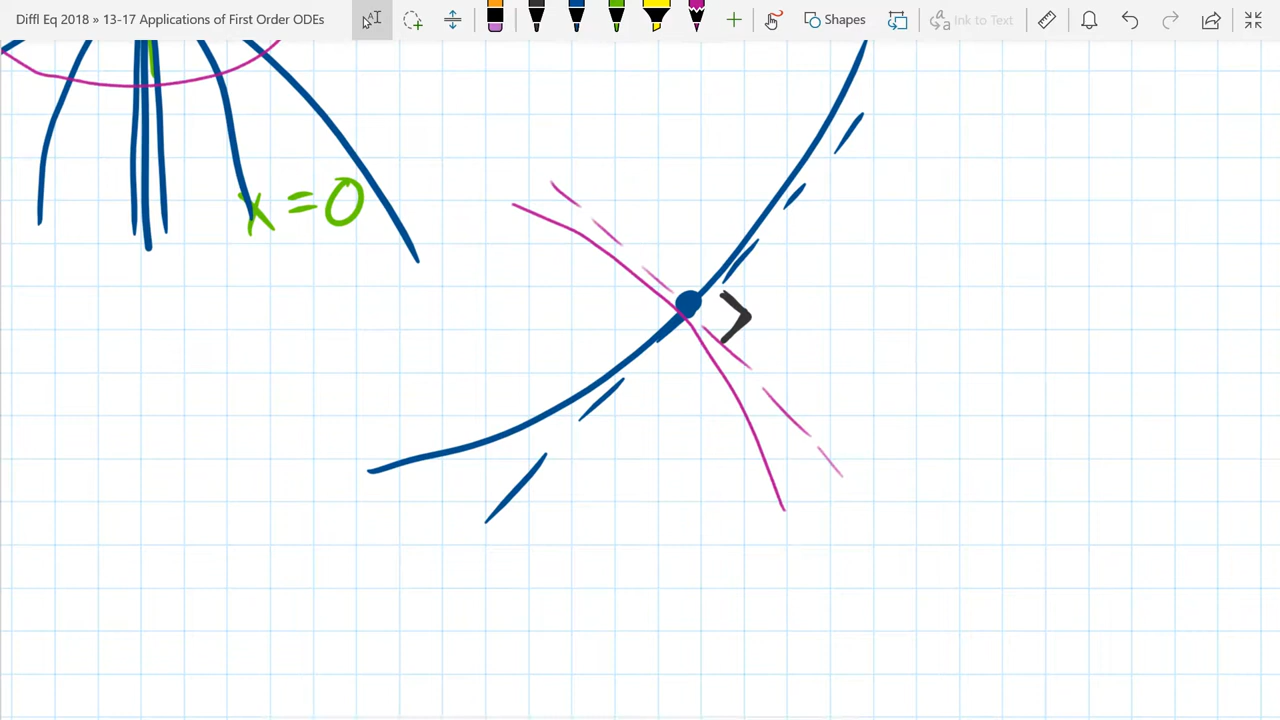 Diffl Eq 2018 » 13-17 Applications of First Order ODEs
Shapes
Ink to Text
x = 0